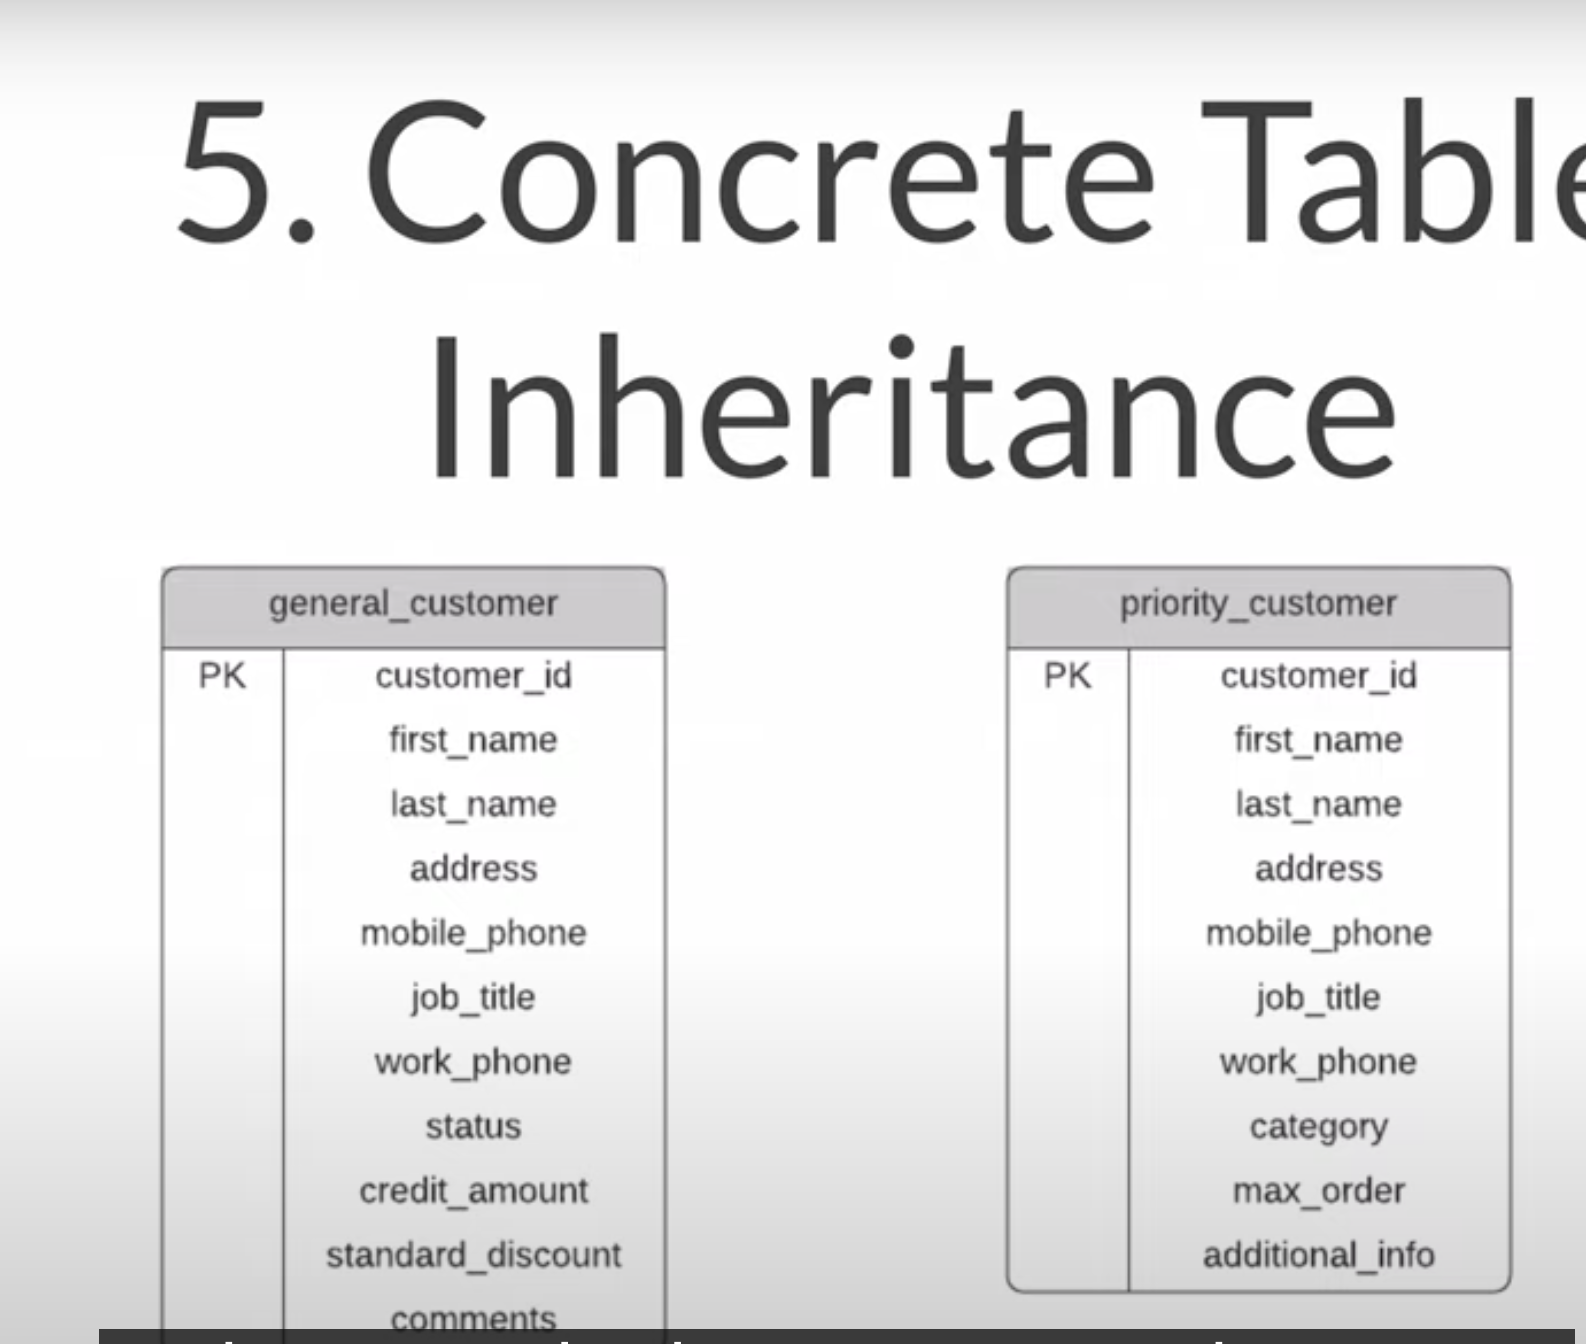 5. Concrete Table
Inheritance
general_customer
PK customer_id
first_name
last_name
address
mobile_phone
job_title
work_phone
status
credit_amount
standard_discount
comments
priority_customer
PK customer_id
first_name
last_name
address
mobile_phone
job_title
work_phone
category
max_order
additional_info